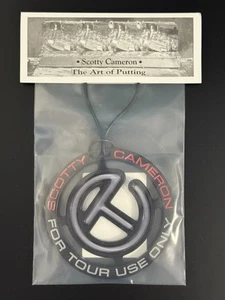 • Scotty Cameron •
The Art of Putting
SCOTTY CAMERON
FOR TOUR USE ONLY